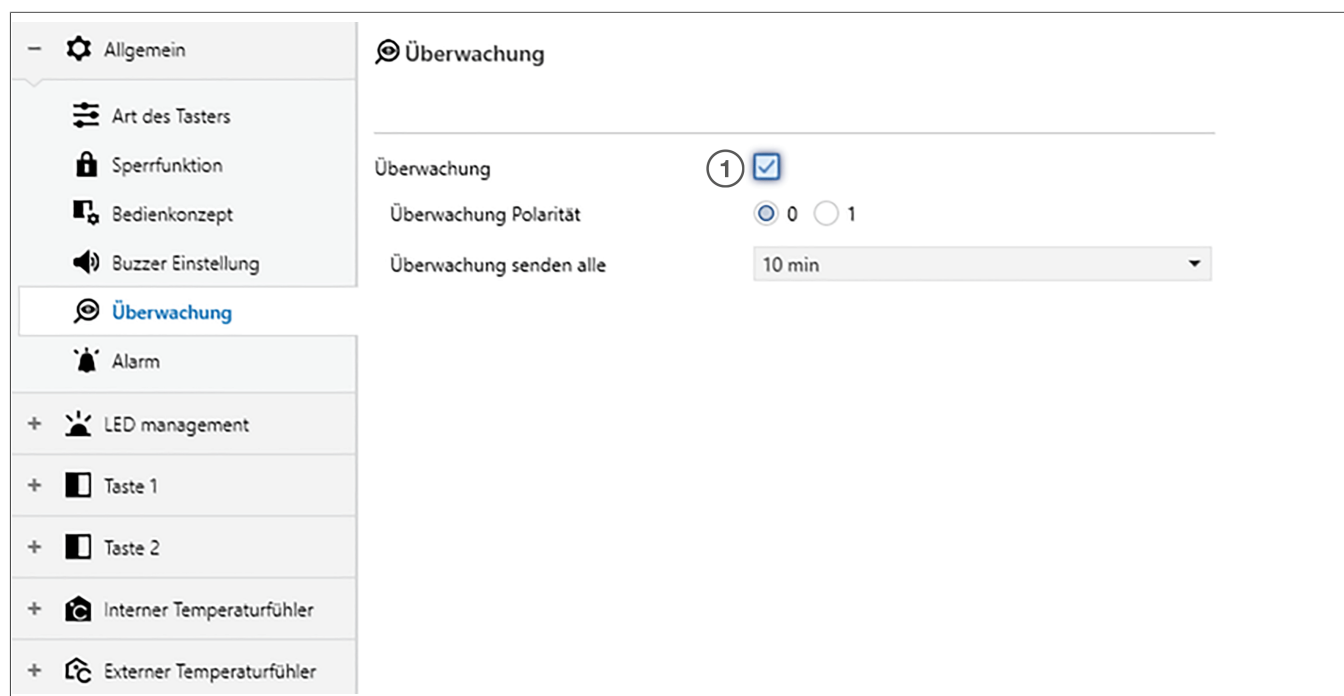 Allgemein
Art des Tasters
Sperrfunktion
Bedienkonzept
Buzzer Einstellung
Überwachung
Alarm
LED management
Taste 1
Taste 2
Interner Temperaturfühler
Externer Temperaturfühler
Überwachung
Überwachung 1
Überwachung Polarität 0 1
Überwachung senden alle 10 min